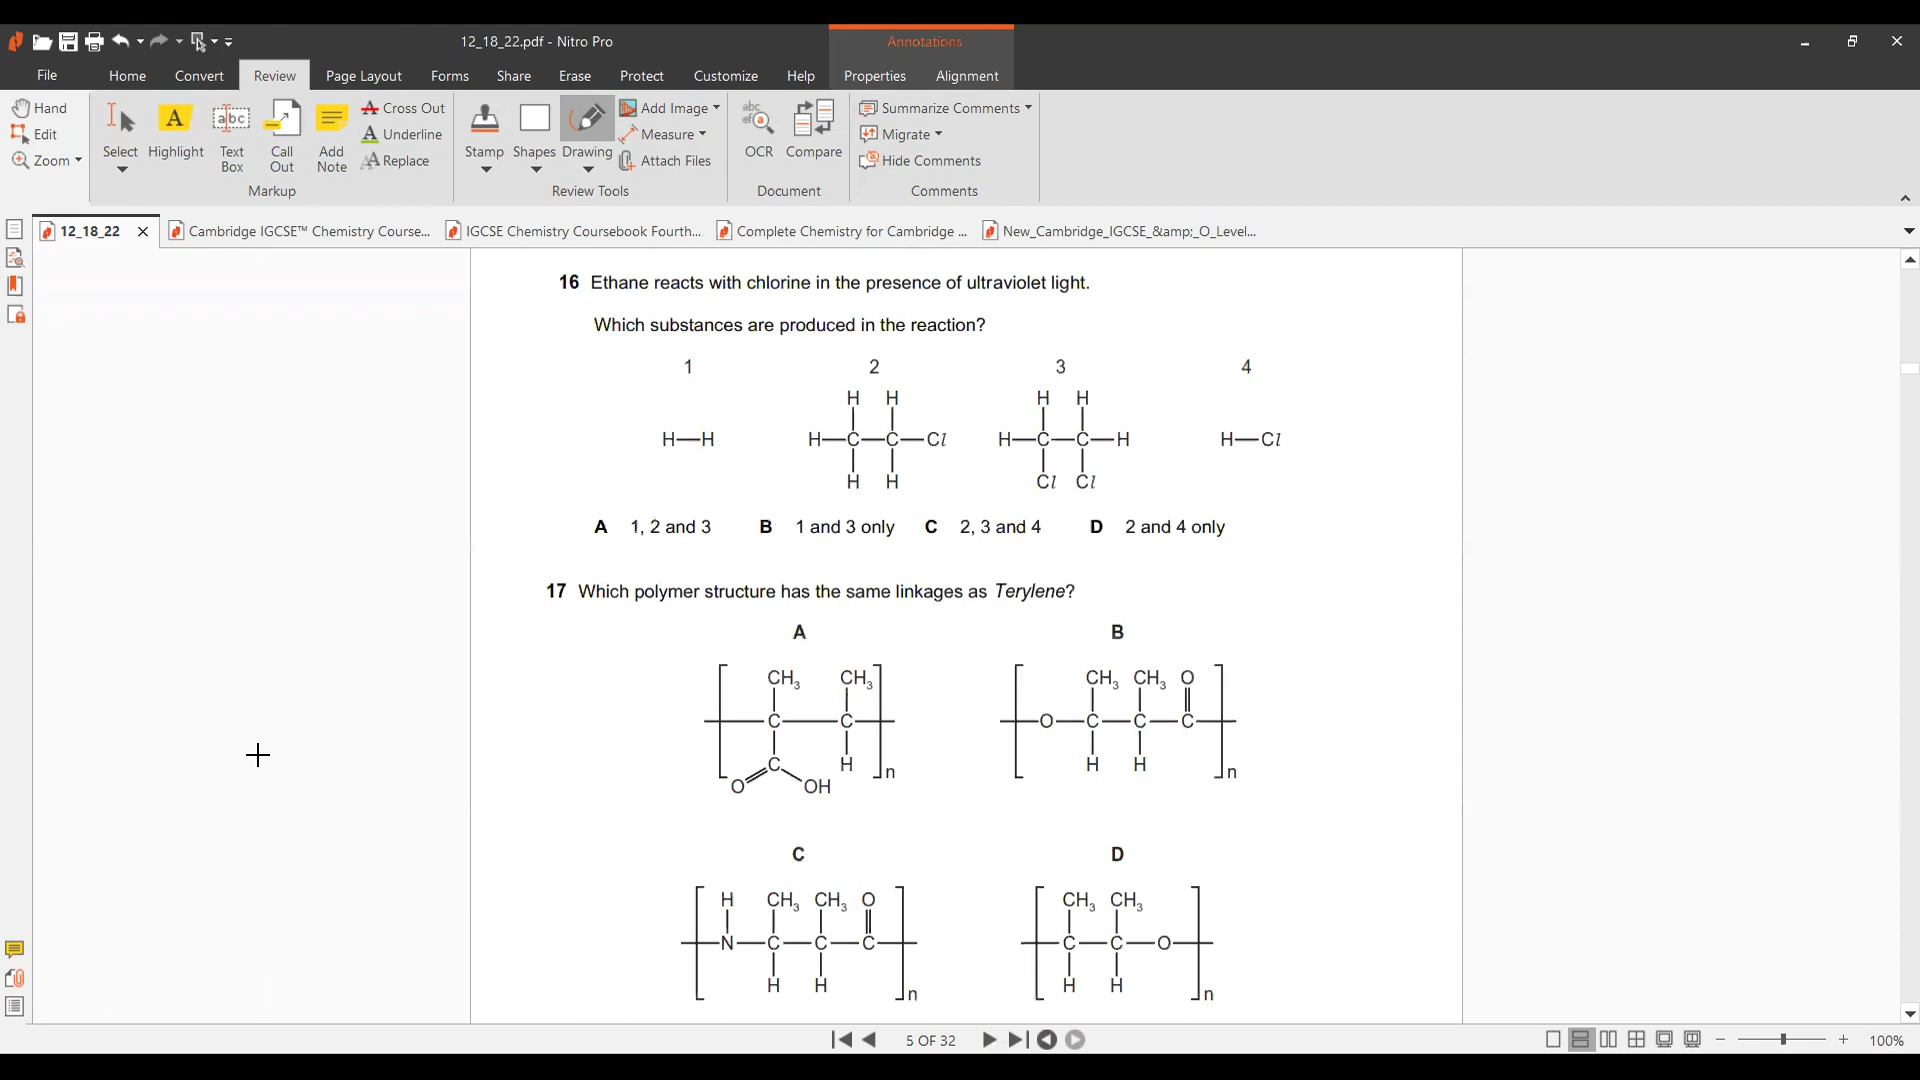 12_18_22.pdf - Nitro Pro
Annotations
File Home Convert Review Page Layout Forms Share Erase Protect Customize Help Properties Alignment
Hand
Edit
Zoom
Select
Highlight
Text Box
Call Out
Add Note
Cross Out
Underline
Replace
Markup
Stamp
Shapes
Drawing
Add Image
Measure
Attach Files
Review Tools
OCR
Compare
Document
Summarize Comments
Migrate
Hide Comments
Comments
12_18_22
Cambridge IGCSE™ Chemistry Course...
IGCSE Chemistry Coursebook Fourth...
Complete Chemistry for Cambridge ...
New_Cambridge_IGCSE_&amp;_O_Level...
16 Ethane reacts with chlorine in the presence of ultraviolet light.
Which substances are produced in the reaction?
1 2 3 4
H H H H
H—H H—C—C—Cl H—C—C—H H—Cl
H H Cl Cl
A 1, 2 and 3 B 1 and 3 only C 2, 3 and 4 D 2 and 4 only
17 Which polymer structure has the same linkages as Terylene?
A B
CH3 CH3 CH3 CH3 O
C C O C C C
C H H H
O OH n n
C D
H CH3 CH3 O CH3 CH3
N C C C C C O
H H H H
n n
5 OF 32
100%